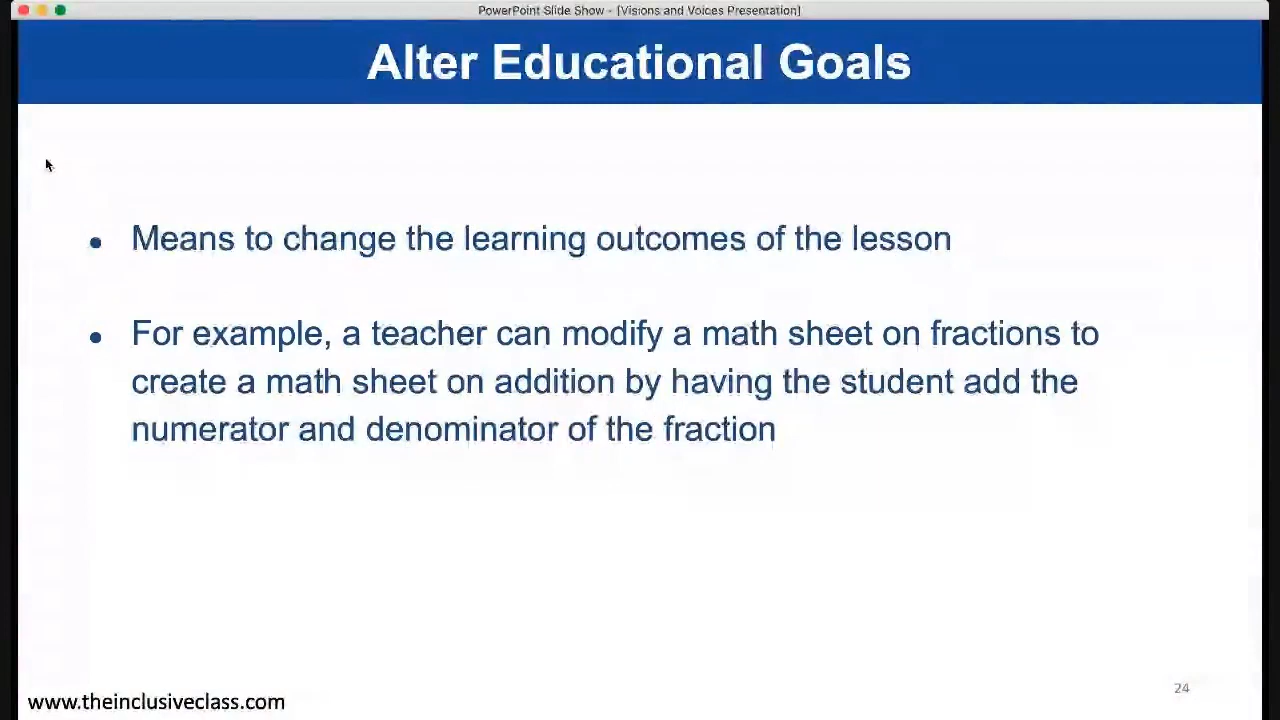 PowerPoint Slide Show - [Visions and Voices Presentation]
Alter Educational Goals
• Means to change the learning outcomes of the lesson
• For example, a teacher can modify a math sheet on fractions to
create a math sheet on addition by having the student add the
numerator and denominator of the fraction
24
www.theinclusiveclass.com